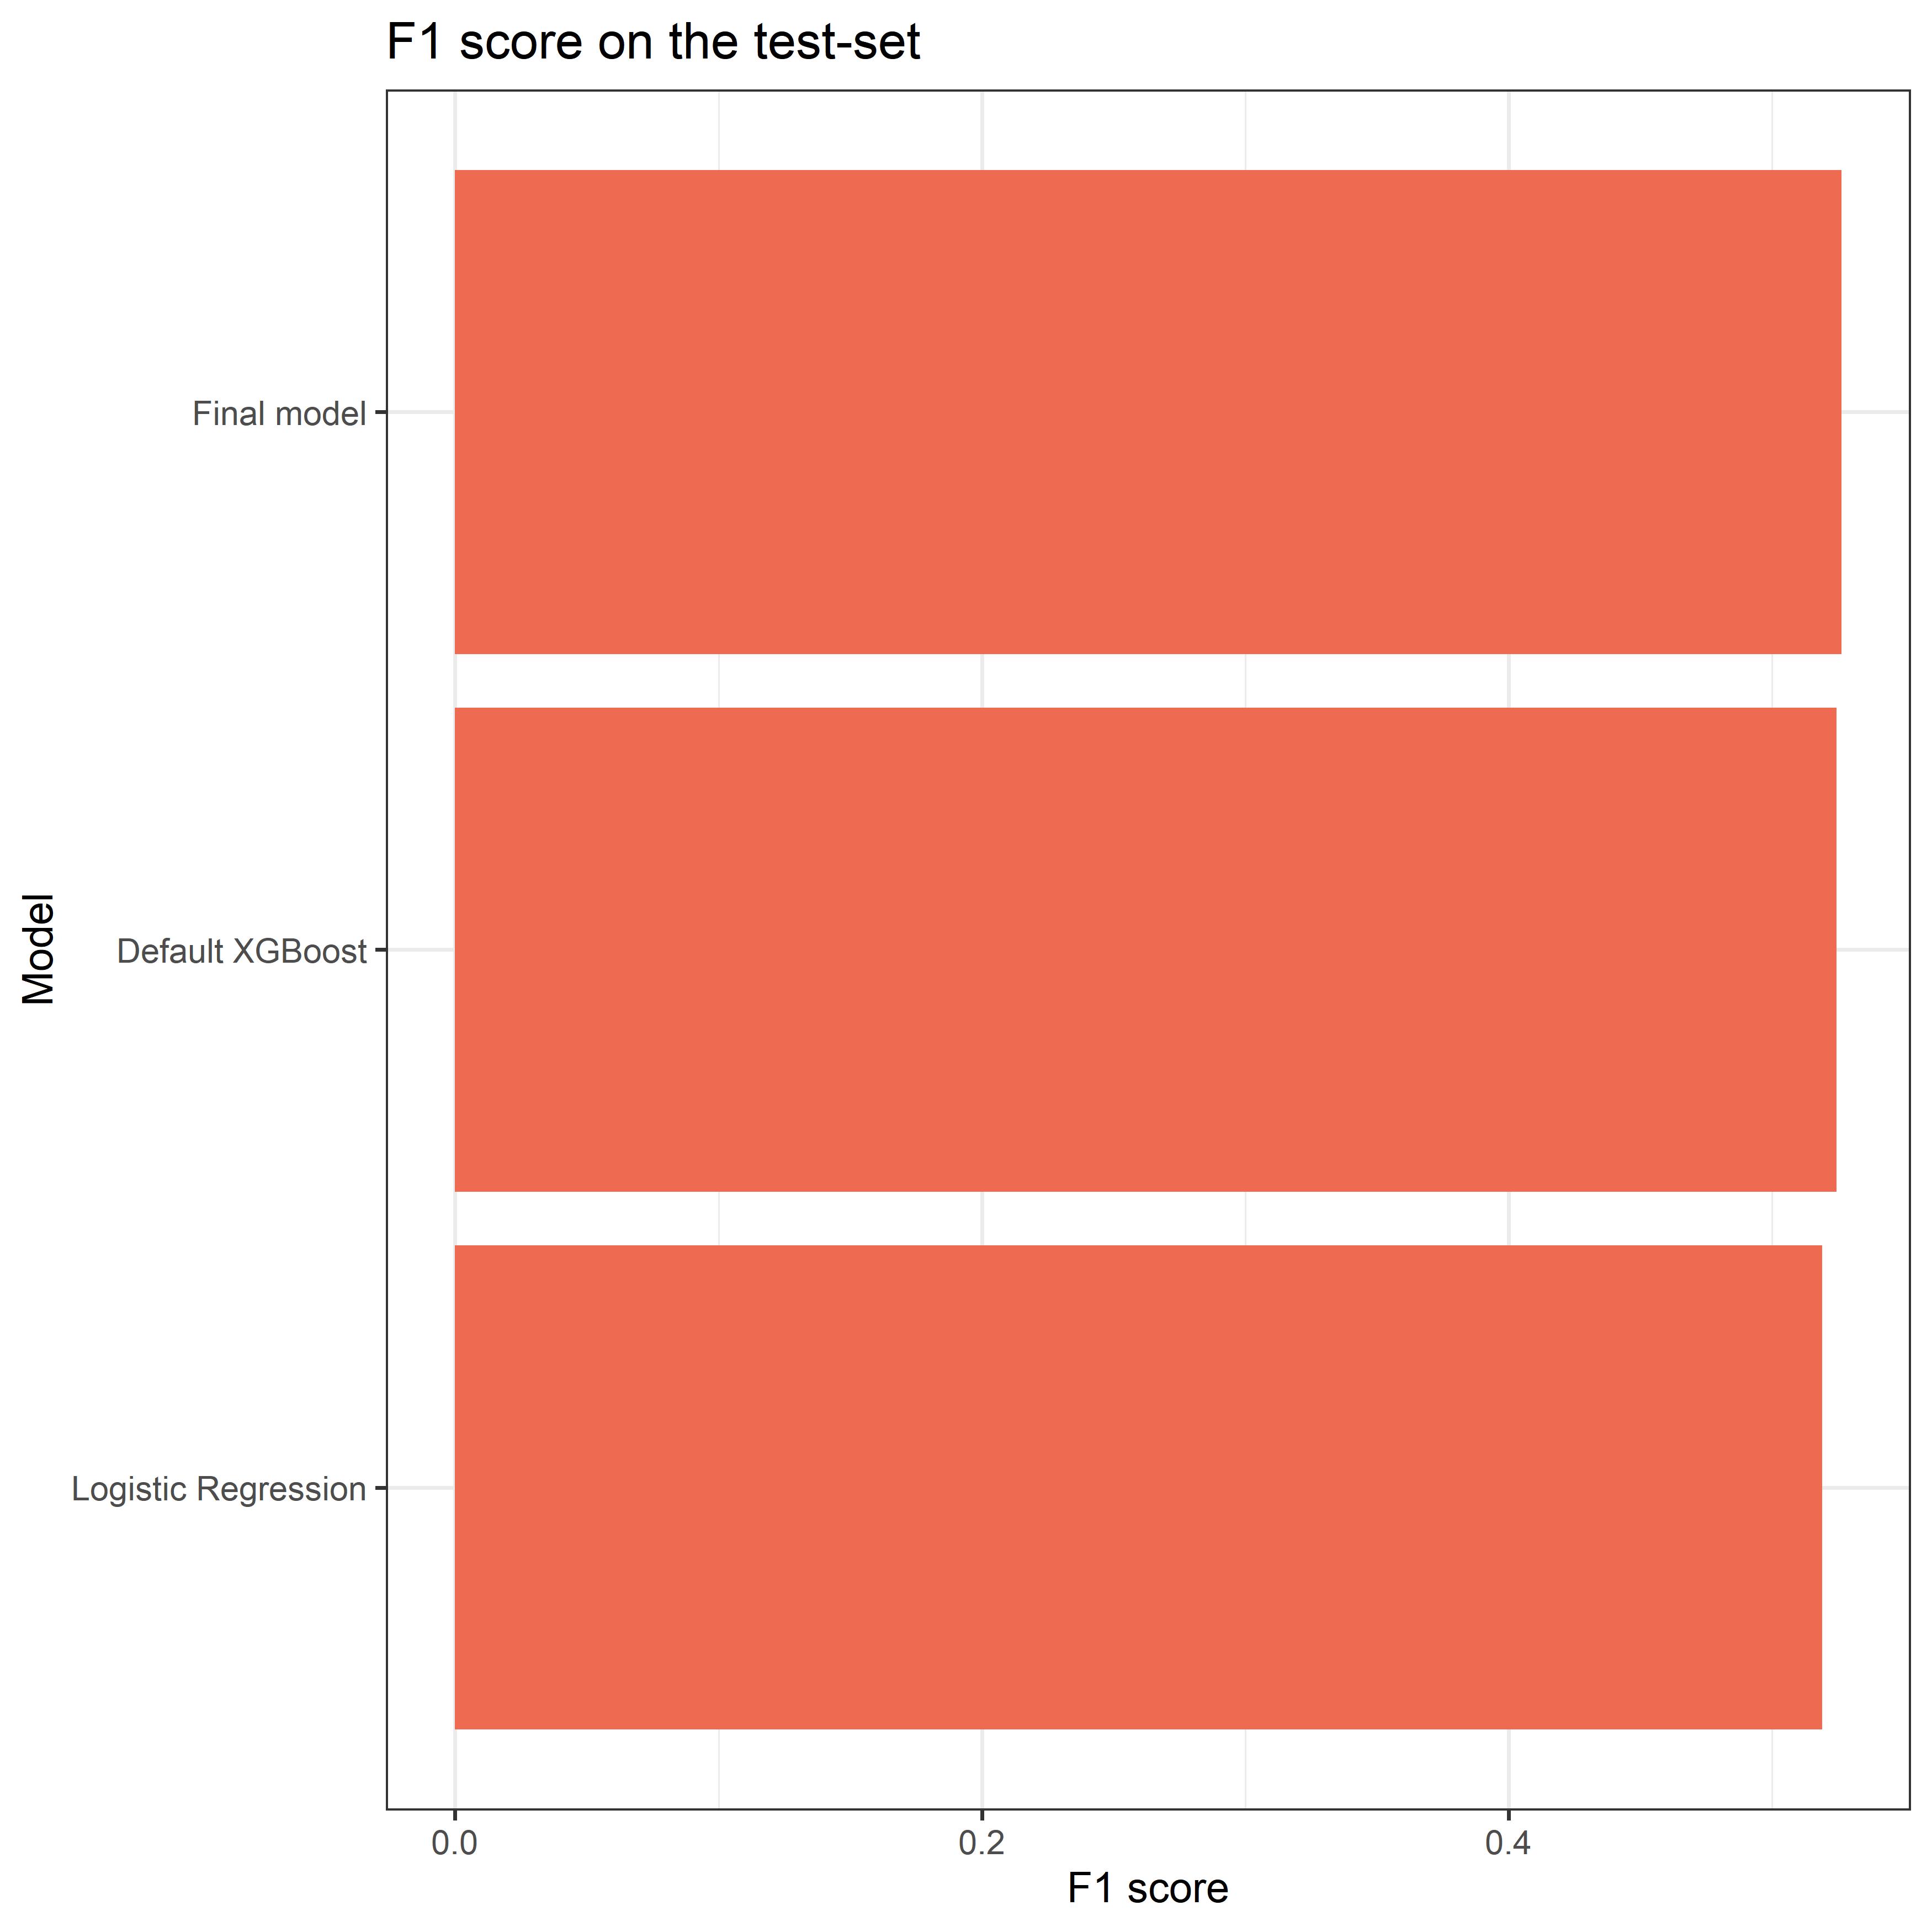 F1 score on the test-set
Model
Final model
Default XGBoost
Logistic Regression
0.0
0.2
0.4
F1 score